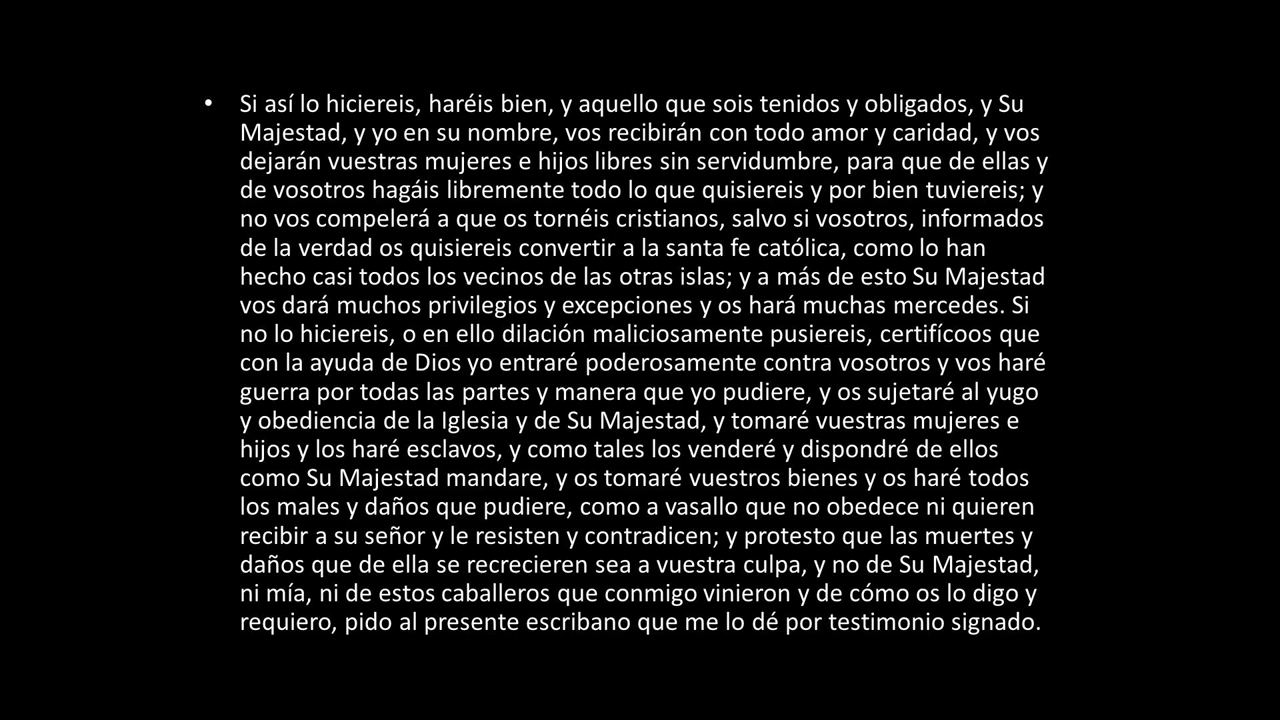 • Si así lo hiciereis, haréis bien, y aquello que sois tenidos y obligados, y Su
Majestad, y yo en su nombre, vos recibirán con todo amor y caridad, y vos
dejarán vuestras mujeres e hijos libres sin servidumbre, para que de ellas y
de vosotros hagáis libremente todo lo que quisiereis y por bien tuviereis; y
no vos compelerá a que os tornéis cristianos, salvo si vosotros, informados
de la verdad os quisiereis convertir a la santa fe católica, como lo han
hecho casi todos los vecinos de las otras islas; y a más de esto Su Majestad
vos dará muchos privilegios y excepciones y os hará muchas mercedes. Si
no lo hiciereis, o en ello dilación maliciosamente pusiereis, certifícoos que
con la ayuda de Dios yo entraré poderosamente contra vosotros y vos haré
guerra por todas las partes y manera que yo pudiere, y os sujetaré al yugo
y obediencia de la Iglesia y de Su Majestad, y tomaré vuestras mujeres e
hijos y los haré esclavos, y como tales los venderé y dispondré de ellos
como Su Majestad mandare, y os tomaré vuestros bienes y os haré todos
los males y daños que pudiere, como a vasallo que no obedece ni quieren
recibir a su señor y le resisten y contradicen; y protesto que las muertes y
daños que de ella se recrecieren sea a vuestra culpa, y no de Su Majestad,
ni mía, ni de estos caballeros que conmigo vinieron y de cómo os lo digo y
requiero, pido al presente escribano que me lo dé por testimonio signado.